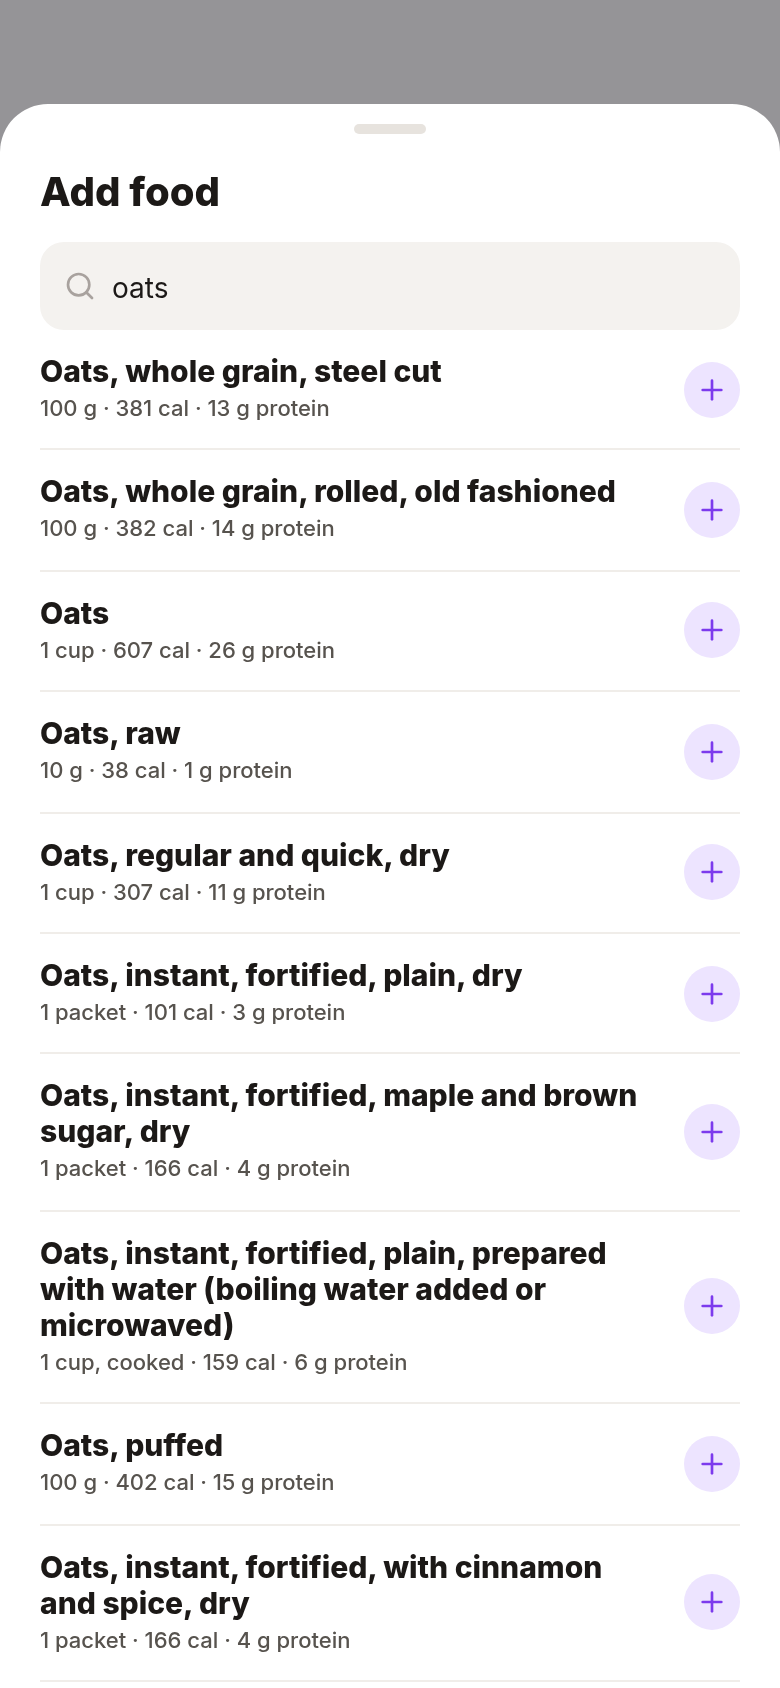 Add food
oats
Oats, whole grain, steel cut
100 g · 381 cal · 13 g protein
Oats, whole grain, rolled, old fashioned
100 g · 382 cal · 14 g protein
Oats
1 cup · 607 cal · 26 g protein
Oats, raw
10 g · 38 cal · 1 g protein
Oats, regular and quick, dry
1 cup · 307 cal · 11 g protein
Oats, instant, fortified, plain, dry
1 packet · 101 cal · 3 g protein
Oats, instant, fortified, maple and brown
sugar, dry
1 packet · 166 cal · 4 g protein
Oats, instant, fortified, plain, prepared
with water (boiling water added or
microwaved)
1 cup, cooked · 159 cal · 6 g protein
Oats, puffed
100 g · 402 cal · 15 g protein
Oats, instant, fortified, with cinnamon
and spice, dry
1 packet · 166 cal · 4 g protein